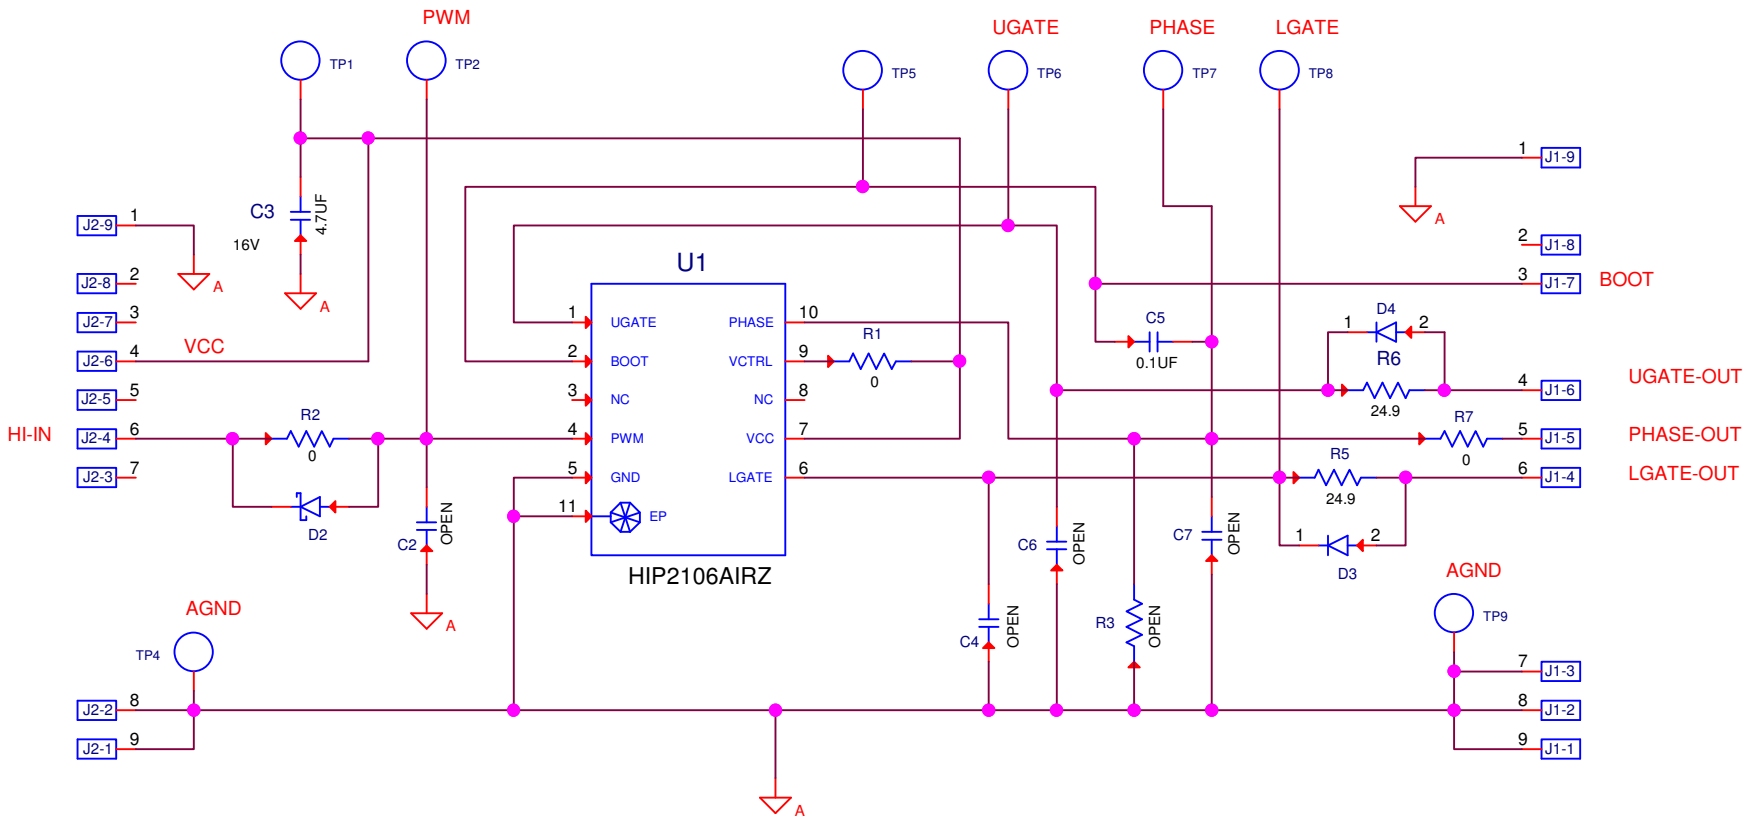 PWM
UGATE
PHASE
LGATE
TP1
TP2
TP5
TP6
TP7
TP8
1
J1-9
A
C3
4.7UF
16V
J2-9
1
A
A
2
J1-8
3
J1-7
BOOT
J2-8
2
J2-7
3
VCC
J2-6
4
J2-5
5
HI-IN
J2-4
6
J2-3
7
R2
0
D2
C2
OPEN
A
U1
1
UGATE
2
BOOT
3
NC
4
PWM
5
GND
11
EP
PHASE
10
VCTRL
9
NC
8
VCC
7
LGATE
6
HIP2106AIRZ
R1
0
C5
0.1UF
1
D4
2
R6
24.9
4
J1-6
UGATE-OUT
R7
0
5
J1-5
PHASE-OUT
R5
24.9
6
J1-4
LGATE-OUT
1
2
D3
C6
OPEN
C7
OPEN
C4
OPEN
R3
OPEN
AGND
TP9
AGND
TP4
7
J1-3
J2-2
8
8
J1-2
J2-1
9
9
J1-1
A